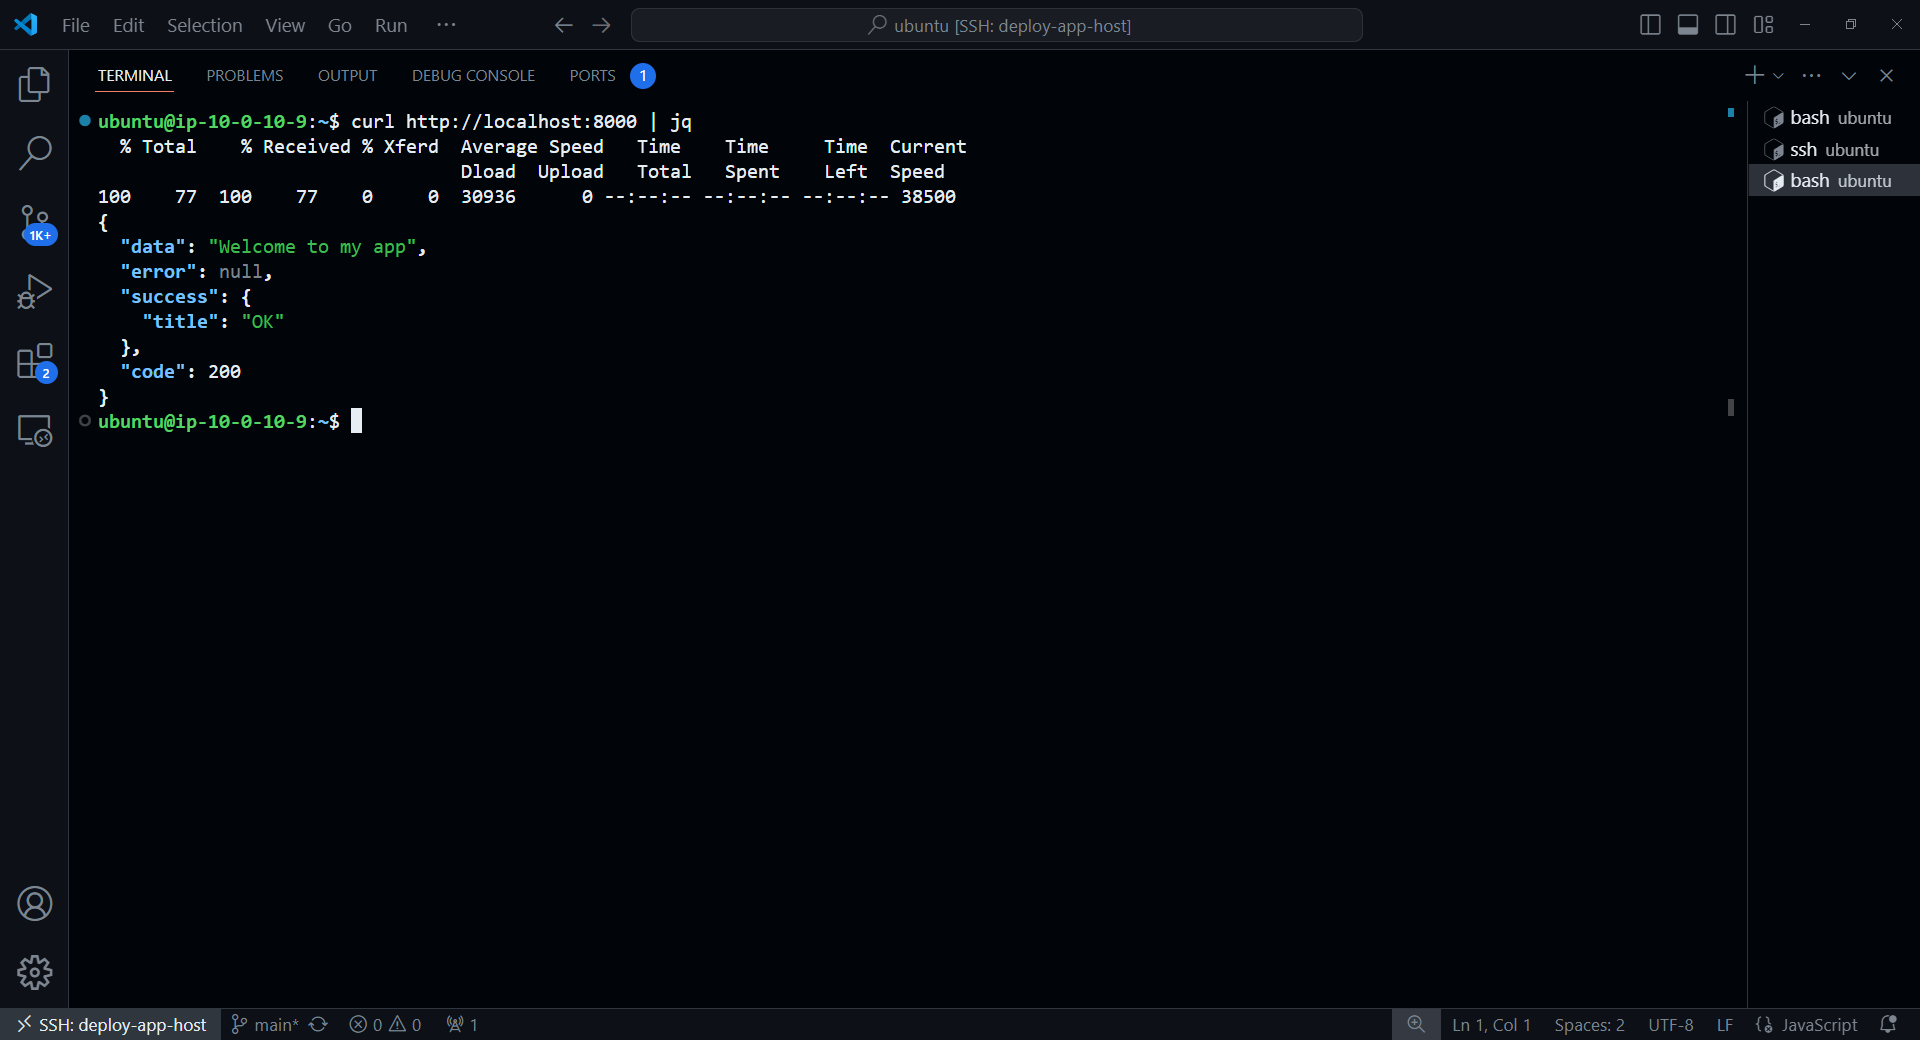 File Edit Selection View Go Run ···
ubuntu [SSH: deploy-app-host]
TERMINAL PROBLEMS OUTPUT DEBUG CONSOLE PORTS 1
ubuntu@ip-10-0-10-9:~$ curl http://localhost:8000 | jq
  % Total    % Received % Xferd  Average Speed   Time    Time     Time  Current
                                 Dload  Upload   Total   Spent    Left  Speed
100    77  100    77    0     0  30936      0 --:--:-- --:--:-- --:--:-- 38500
{
  "data": "Welcome to my app",
  "error": null,
  "success": {
    "title": "OK"
  },
  "code": 200
}
ubuntu@ip-10-0-10-9:~$
bash ubuntu
ssh ubuntu
bash ubuntu
1K+
2
SSH: deploy-app-host main* 0 0 1 Ln 1, Col 1 Spaces: 2 UTF-8 LF JavaScript